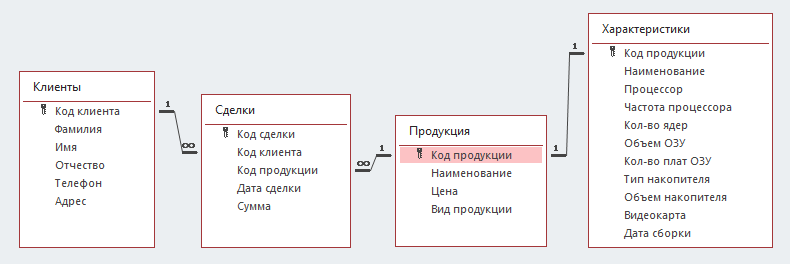 Клиенты
Код клиента
Фамилия
Имя
Отчество
Телефон
Адрес
1
∞
Сделки
Код сделки
Код клиента
Код продукции
Дата сделки
Сумма
∞
1
Продукция
Код продукции
Наименование
Цена
Вид продукции
1
1
Характеристики
Код продукции
Наименование
Процессор
Частота процессора
Кол-во ядер
Объем ОЗУ
Кол-во плат ОЗУ
Тип накопителя
Объем накопителя
Видеокарта
Дата сборки